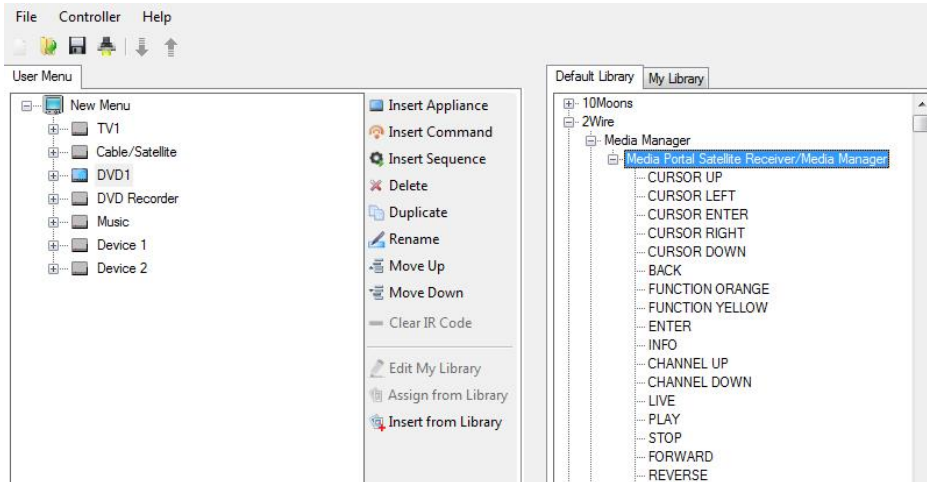 File Controller Help
User Menu
New Menu
TV1
Cable/Satellite
DVD1
DVD Recorder
Music
Device 1
Device 2
Insert Appliance
Insert Command
Insert Sequence
Delete
Duplicate
Rename
Move Up
Move Down
Clear IR Code
Edit My Library
Assign from Library
Insert from Library
Default Library My Library
10Moons
2Wire
Media Manager
Media Portal Satellite Receiver/Media Manager
CURSOR UP
CURSOR LEFT
CURSOR ENTER
CURSOR RIGHT
CURSOR DOWN
BACK
FUNCTION ORANGE
FUNCTION YELLOW
ENTER
INFO
CHANNEL UP
CHANNEL DOWN
LIVE
PLAY
STOP
FORWARD
REVERSE